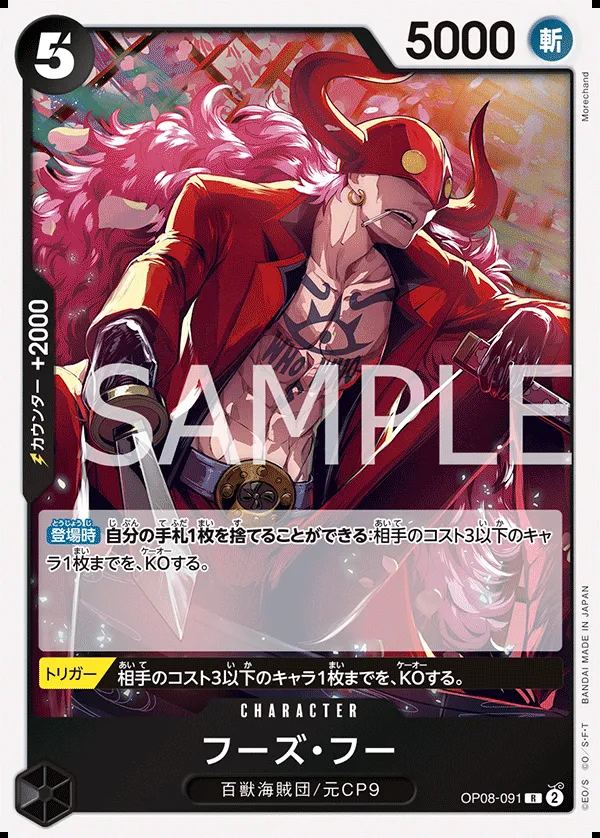 5
5000 斬
Morechand
カウンター +2000
WHO'S WHO
SAMPLE
登場時 自分の手札1枚を捨てることができる:相手のコスト3以下のキャ
ラ1枚までを、KOする。
トリガー 相手のコスト3以下のキャラ1枚までを、KOする。
CHARACTER
フーズ・フー
百獣海賊団/元CP9
OP08-091 R 2
©EO/S ©O/S・F・T BANDAI MADE IN JAPAN